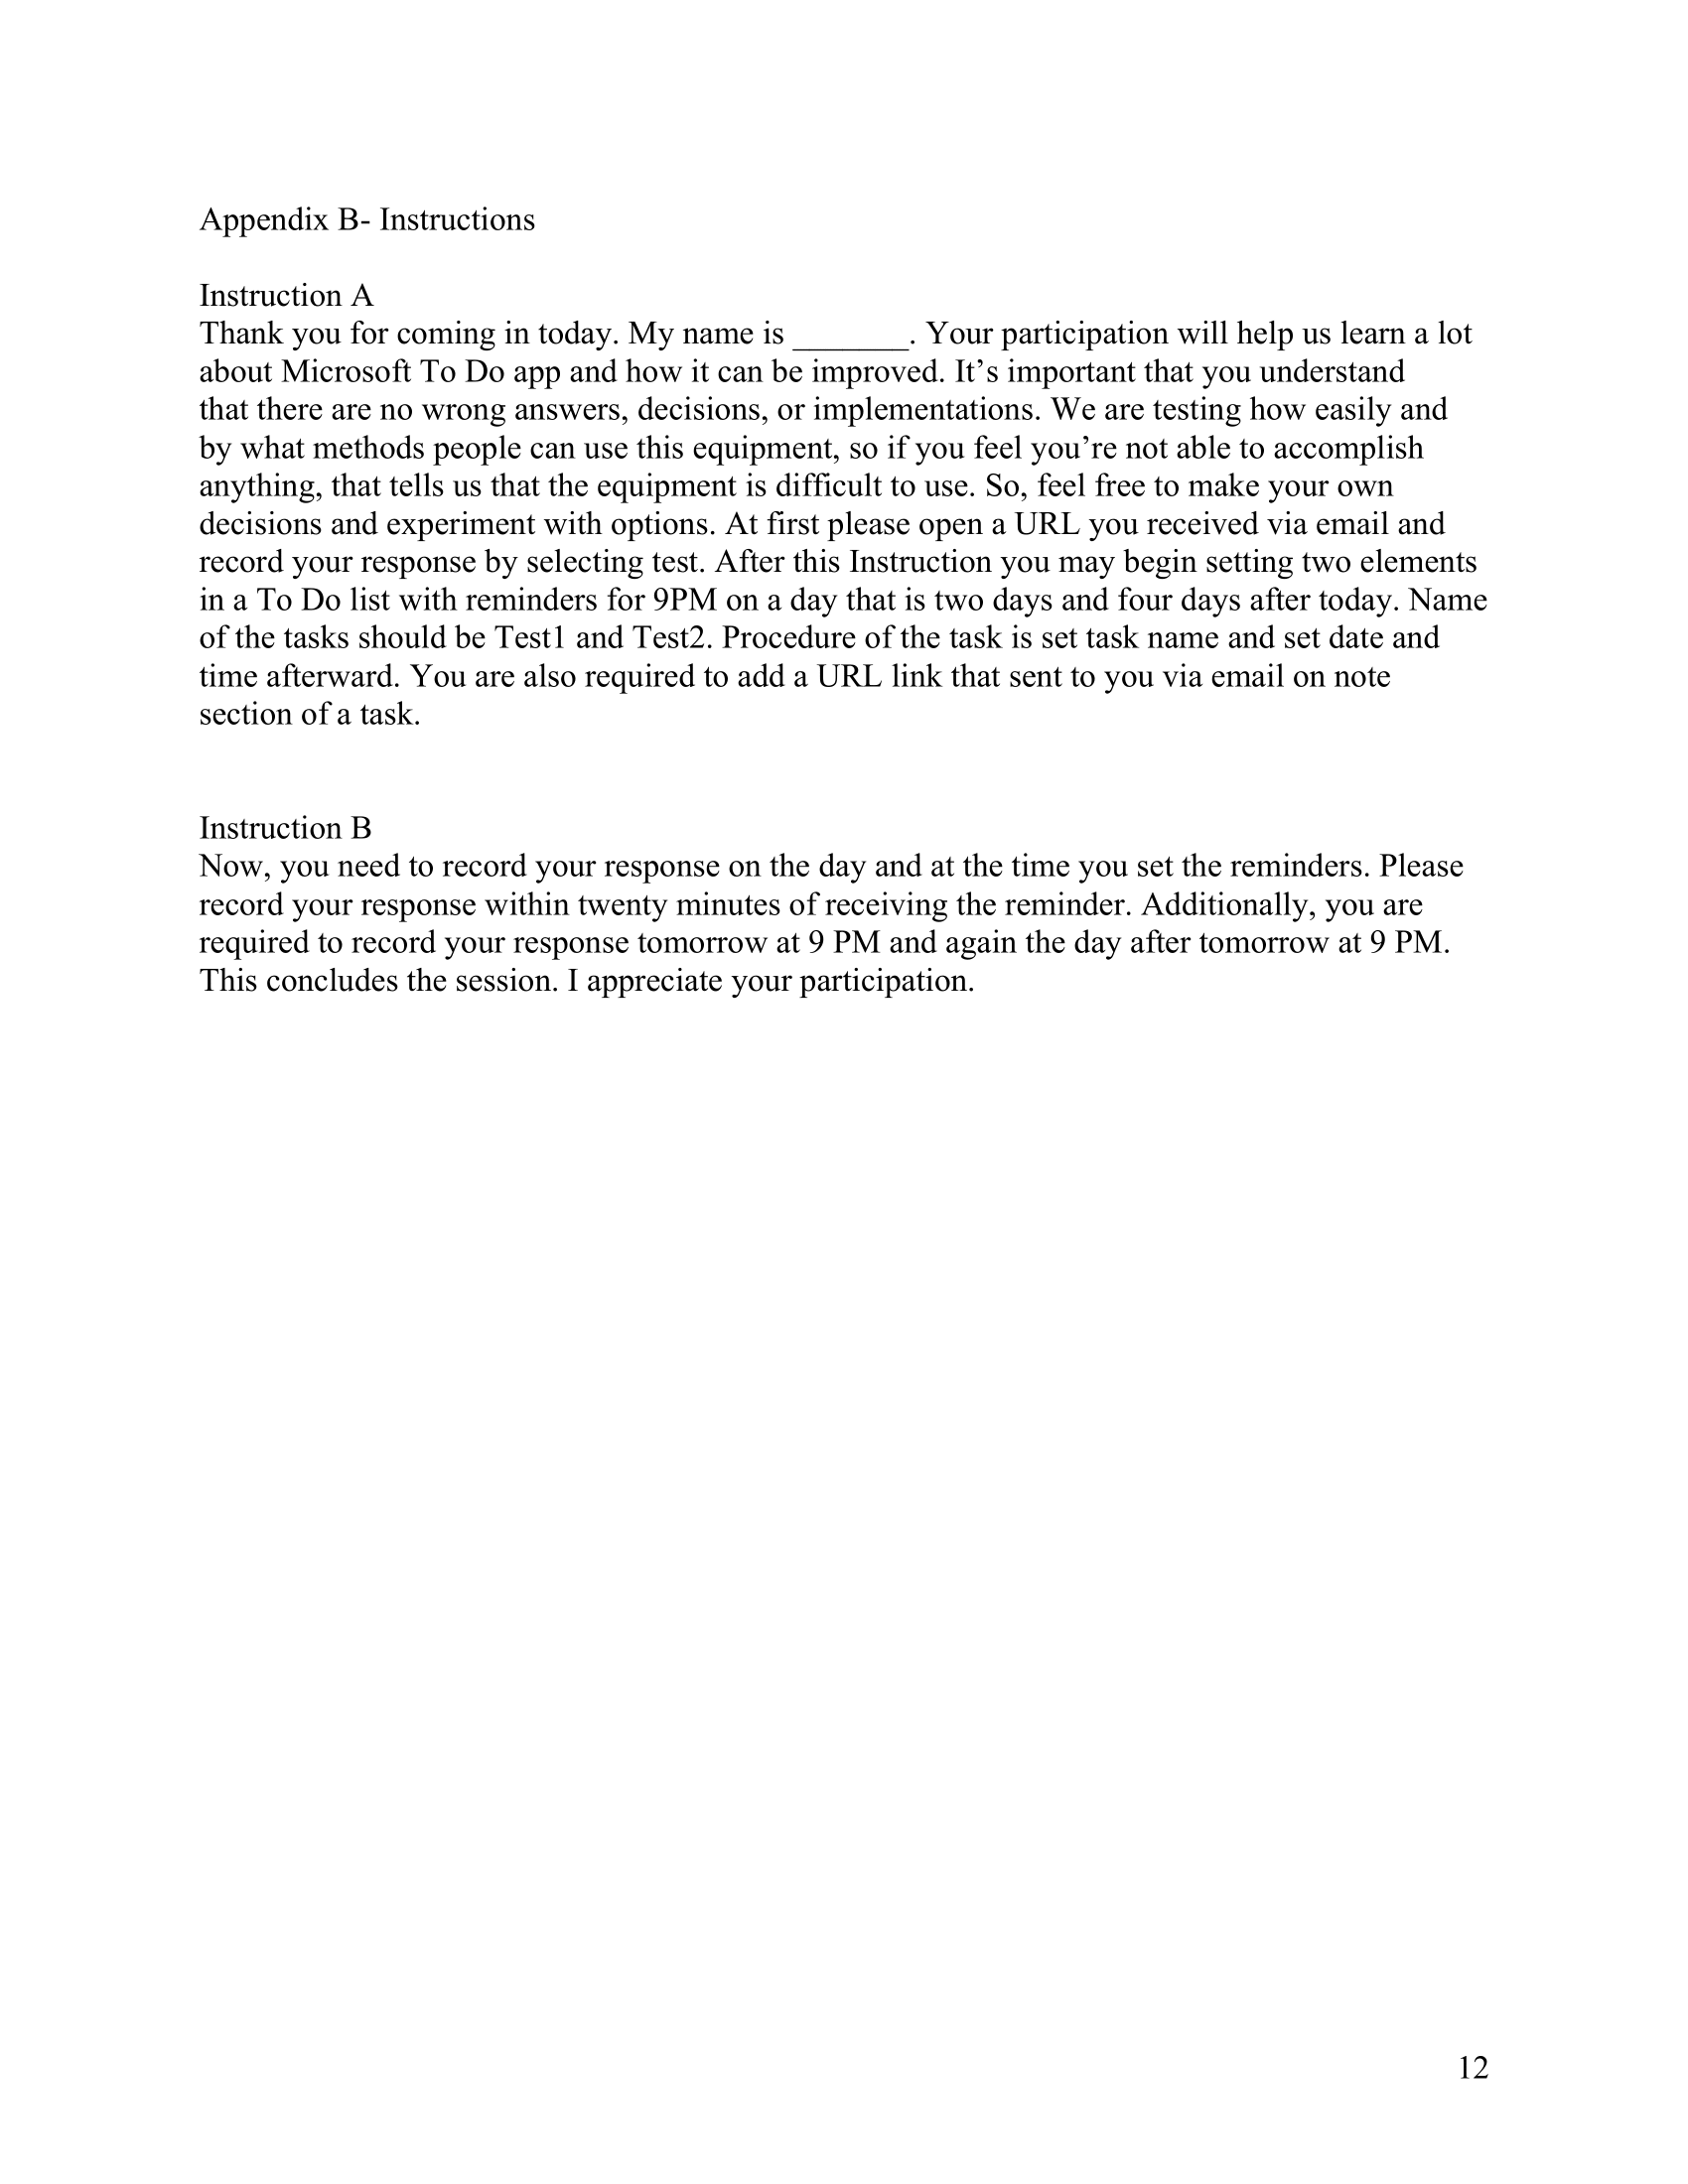 Appendix B- Instructions
Instruction A
Thank you for coming in today. My name is _______. Your participation will help us learn a lot
about Microsoft To Do app and how it can be improved. It’s important that you understand
that there are no wrong answers, decisions, or implementations. We are testing how easily and
by what methods people can use this equipment, so if you feel you’re not able to accomplish
anything, that tells us that the equipment is difficult to use. So, feel free to make your own
decisions and experiment with options. At first please open a URL you received via email and
record your response by selecting test. After this Instruction you may begin setting two elements
in a To Do list with reminders for 9PM on a day that is two days and four days after today. Name
of the tasks should be Test1 and Test2. Procedure of the task is set task name and set date and
time afterward. You are also required to add a URL link that sent to you via email on note
section of a task.
Instruction B
Now, you need to record your response on the day and at the time you set the reminders. Please
record your response within twenty minutes of receiving the reminder. Additionally, you are
required to record your response tomorrow at 9 PM and again the day after tomorrow at 9 PM.
This concludes the session. I appreciate your participation.
12